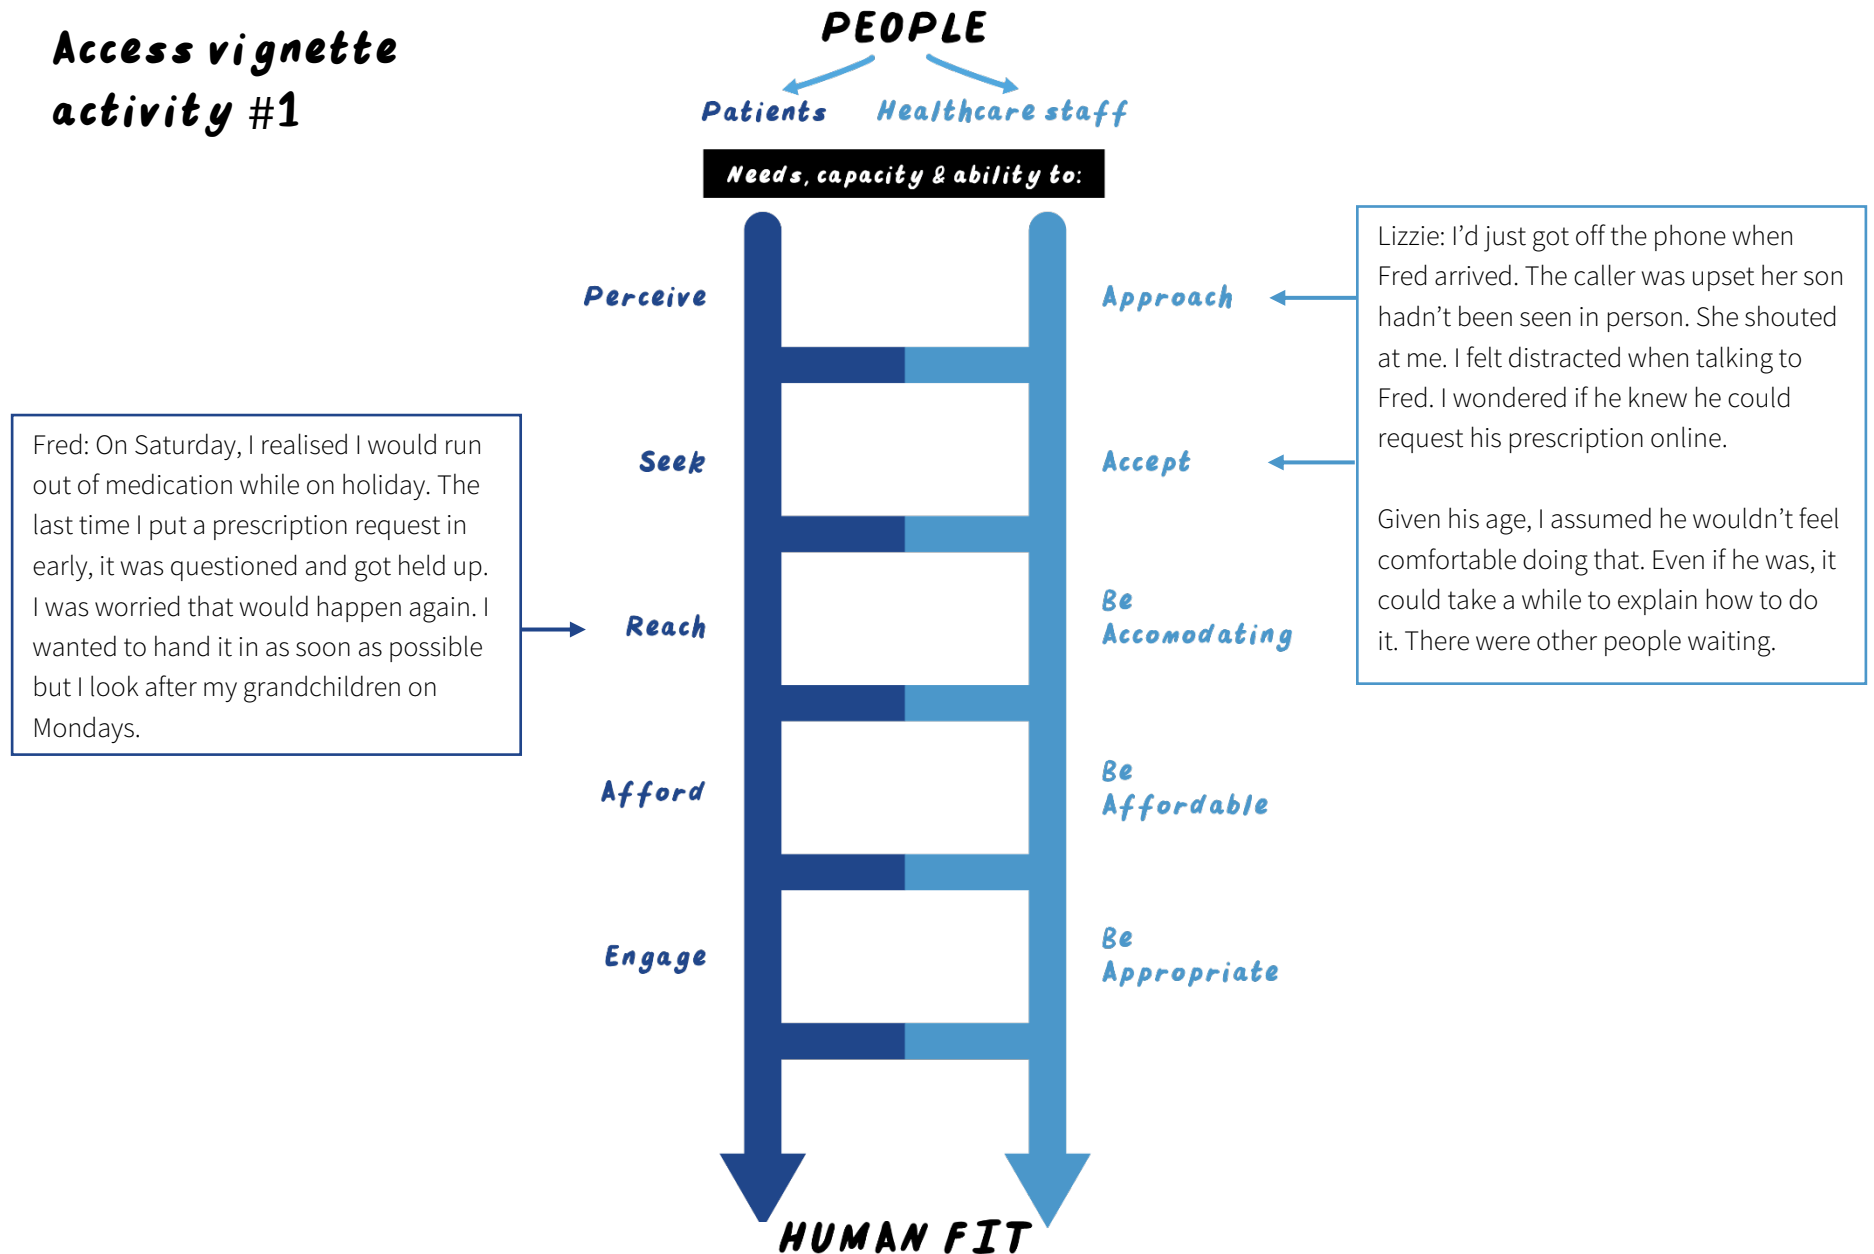 Access vignette
activity #1
PEOPLE
Patients
Healthcare staff
Needs, capacity & ability to:
Perceive
Approach
Seek
Accept
Reach
Be
Accomodating
Afford
Be
Affordable
Engage
Be
Appropriate
HUMAN FIT
Fred: On Saturday, I realised I would run
out of medication while on holiday. The
last time I put a prescription request in
early, it was questioned and got held up.
I was worried that would happen again. I
wanted to hand it in as soon as possible
but I look after my grandchildren on
Mondays.
Lizzie: I’d just got off the phone when
Fred arrived. The caller was upset her son
hadn’t been seen in person. She shouted
at me. I felt distracted when talking to
Fred. I wondered if he knew he could
request his prescription online.
Given his age, I assumed he wouldn’t feel
comfortable doing that. Even if he was, it
could take a while to explain how to do
it. There were other people waiting.